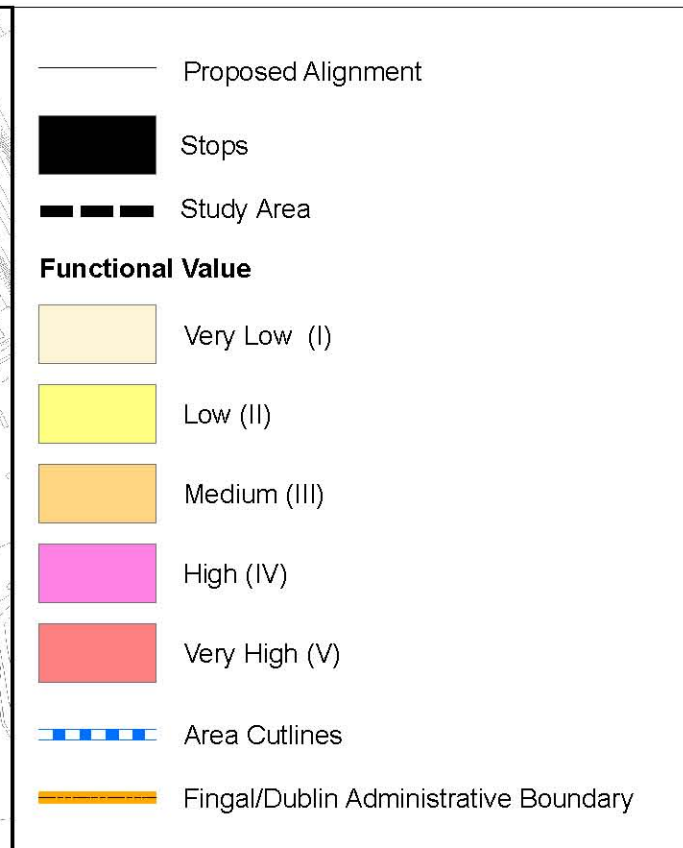 Proposed Alignment
Stops
Study Area
Functional Value
Very Low (I)
Low (II)
Medium (III)
High (IV)
Very High (V)
Area Cutlines
Fingal/Dublin Administrative Boundary